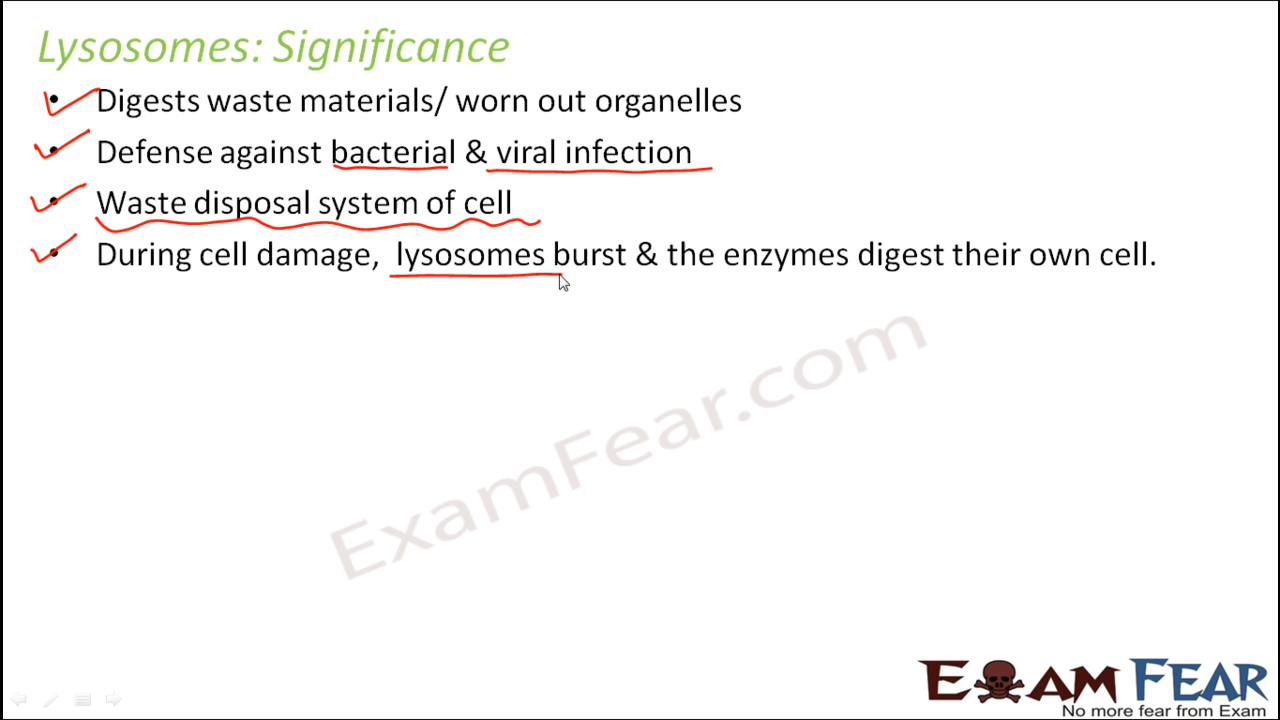 Lysosomes: Significance
• Digests waste materials/ worn out organelles
• Defense against bacterial & viral infection
• Waste disposal system of cell
• During cell damage, lysosomes burst & the enzymes digest their own cell.
ExamFear.com
EXAM FEAR
No more fear from Exam